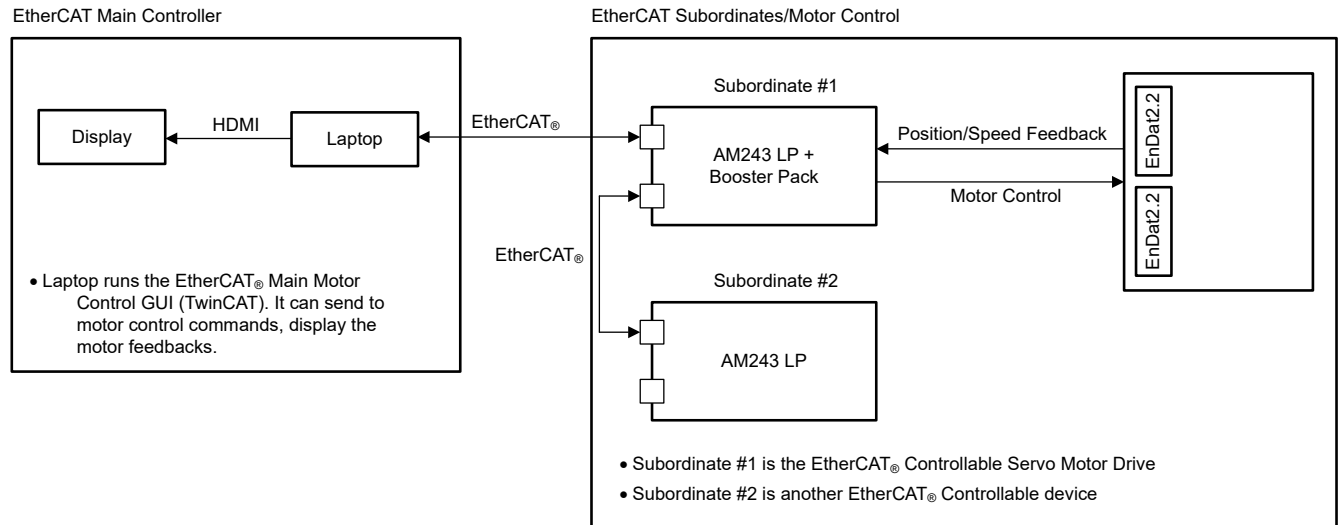 EtherCAT Main Controller
EtherCAT Subordinates/Motor Control
Display
HDMI
Laptop
EtherCAT®
Subordinate #1
AM243 LP +
Booster Pack
Position/Speed Feedback
Motor Control
EnDat2.2
EnDat2.2
EtherCAT®
Subordinate #2
AM243 LP
• Laptop runs the EtherCAT® Main Motor
Control GUI (TwinCAT). It can send to
motor control commands, display the
motor feedbacks.
• Subordinate #1 is the EtherCAT® Controllable Servo Motor Drive
• Subordinate #2 is another EtherCAT® Controllable device